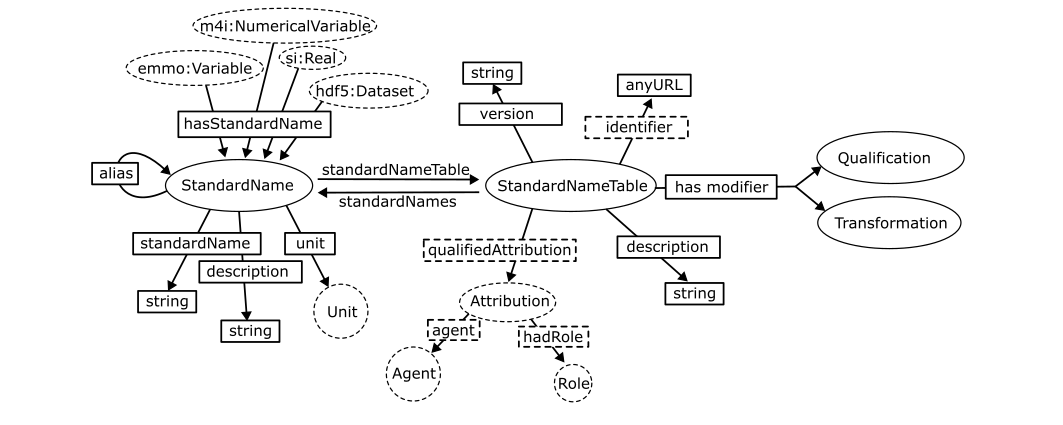 m4i:NumericalVariable
si:Real
emmo:Variable
hdf5:Dataset
hasStandardName
alias
StandardName
standardNameTable
standardNames
standardName
unit
description
string
string
Unit
string
version
anyURL
identifier
StandardNameTable
has modifier
Qualification
Transformation
qualifiedAttribution
description
string
Attribution
agent
hadRole
Agent
Role